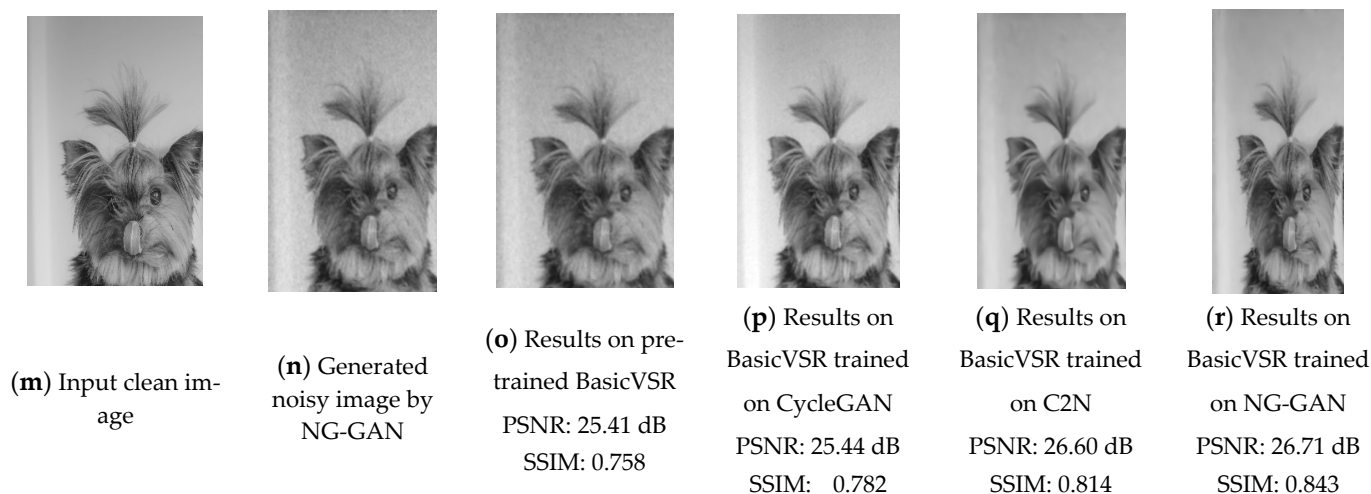 (m) Input clean im-
age
(n) Generated
noisy image by
NG-GAN
(o) Results on pre-
trained BasicVSR
PSNR: 25.41 dB
SSIM: 0.758
(p) Results on
BasicVSR trained
on CycleGAN
PSNR: 25.44 dB
SSIM: 0.782
(q) Results on
BasicVSR trained
on C2N
PSNR: 26.60 dB
SSIM: 0.814
(r) Results on
BasicVSR trained
on NG-GAN
PSNR: 26.71 dB
SSIM: 0.843